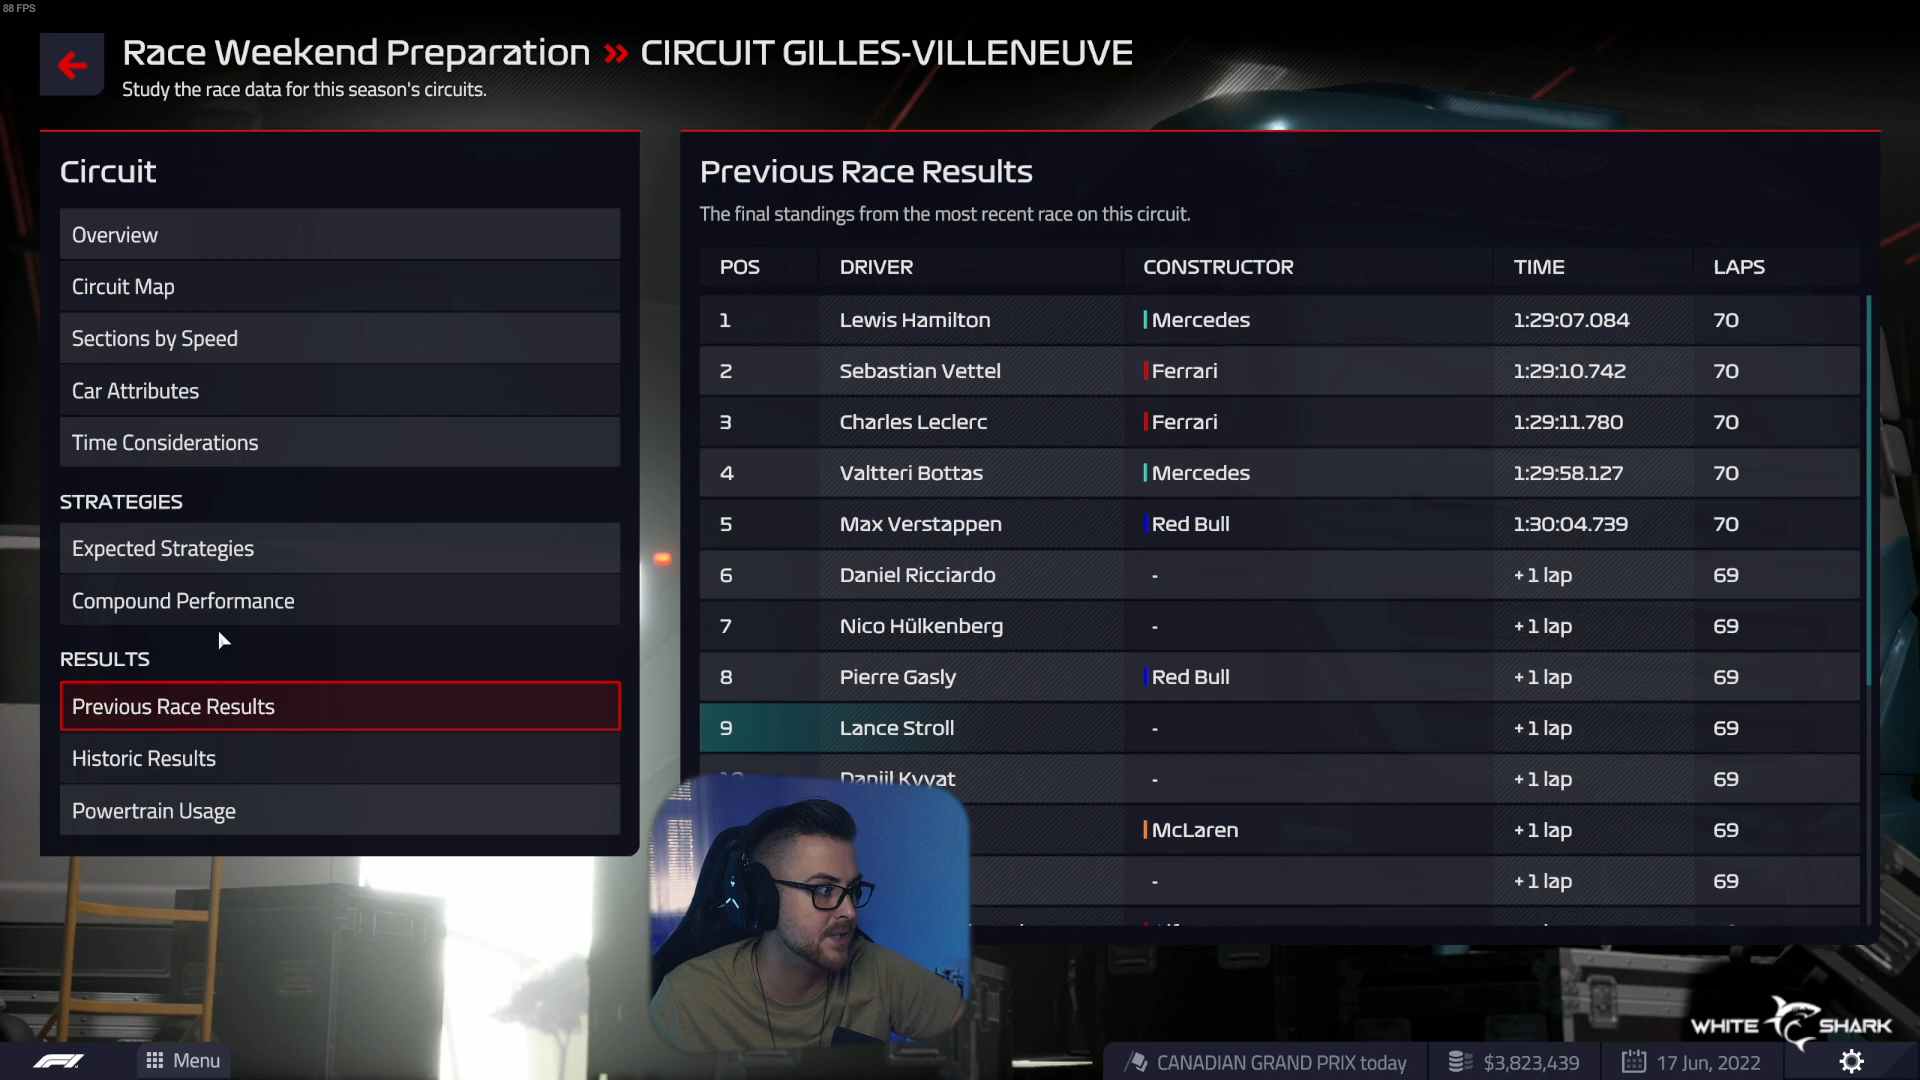 88 FPS
Race Weekend Preparation » CIRCUIT GILLES-VILLENEUVE
Study the race data for this season's circuits.
Circuit
Overview
Circuit Map
Sections by Speed
Car Attributes
Time Considerations
STRATEGIES
Expected Strategies
Compound Performance
RESULTS
Previous Race Results
Historic Results
Powertrain Usage
Previous Race Results
The final standings from the most recent race on this circuit.
POS DRIVER CONSTRUCTOR TIME LAPS
1 Lewis Hamilton Mercedes 1:29:07.084 70
2 Sebastian Vettel Ferrari 1:29:10.742 70
3 Charles Leclerc Ferrari 1:29:11.780 70
4 Valtteri Bottas Mercedes 1:29:58.127 70
5 Max Verstappen Red Bull 1:30:04.739 70
6 Daniel Ricciardo - +1 lap 69
7 Nico Hülkenberg - +1 lap 69
8 Pierre Gasly Red Bull +1 lap 69
9 Lance Stroll - +1 lap 69
10 Daniil Kvyat - +1 lap 69
McLaren +1 lap 69
- +1 lap 69
WHITE SHARK
F1 Menu
CANADIAN GRAND PRIX today
$3,823,439
17 Jun, 2022